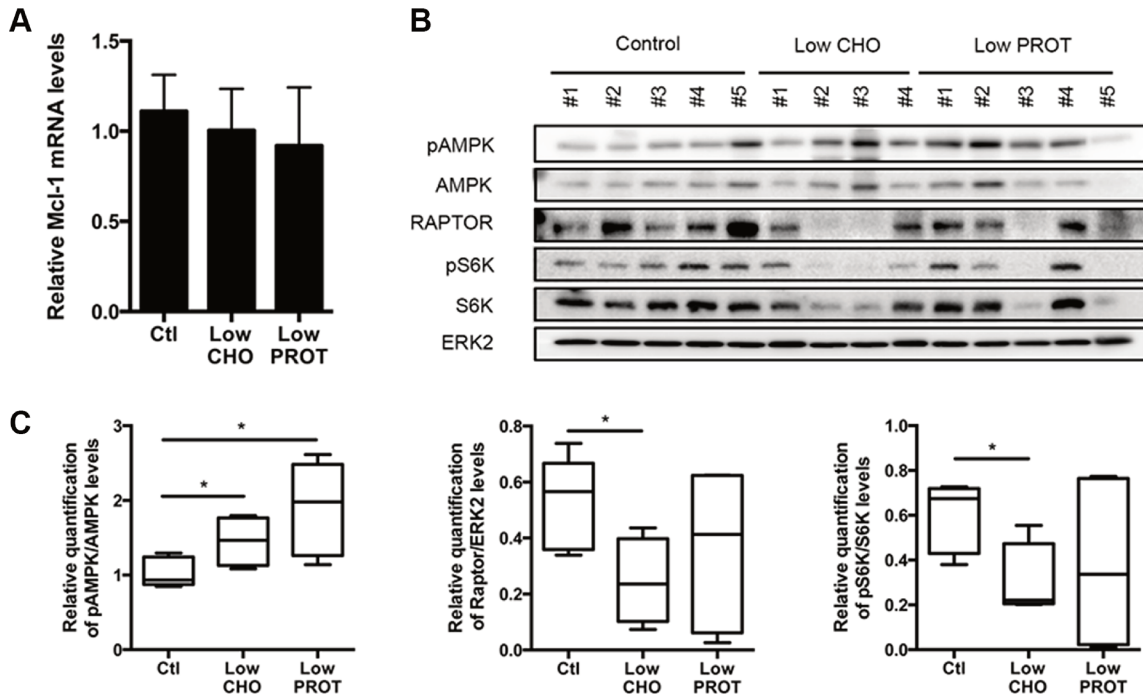 A
Relative Mcl-1 mRNA levels
1.5
1.0
0.5
0.0
Ctl
Low CHO
Low PROT
B
Control
Low CHO
Low PROT
#1 #2 #3 #4 #5 #1 #2 #3 #4 #1 #2 #3 #4 #5
pAMPK
AMPK
RAPTOR
pS6K
S6K
ERK2
C
Relative quantification
of pAMPK/AMPK levels
3
2
1
0
*
*
Ctl
Low CHO
Low PROT
Relative quantification
of Raptor/ERK2 levels
0.8
0.6
0.4
0.2
0.0
*
Ctl
Low CHO
Low PROT
Relative quantification
of pS6K/S6K levels
1.0
0.8
0.6
0.4
0.2
0.0
*
Ctl
Low CHO
Low PROT